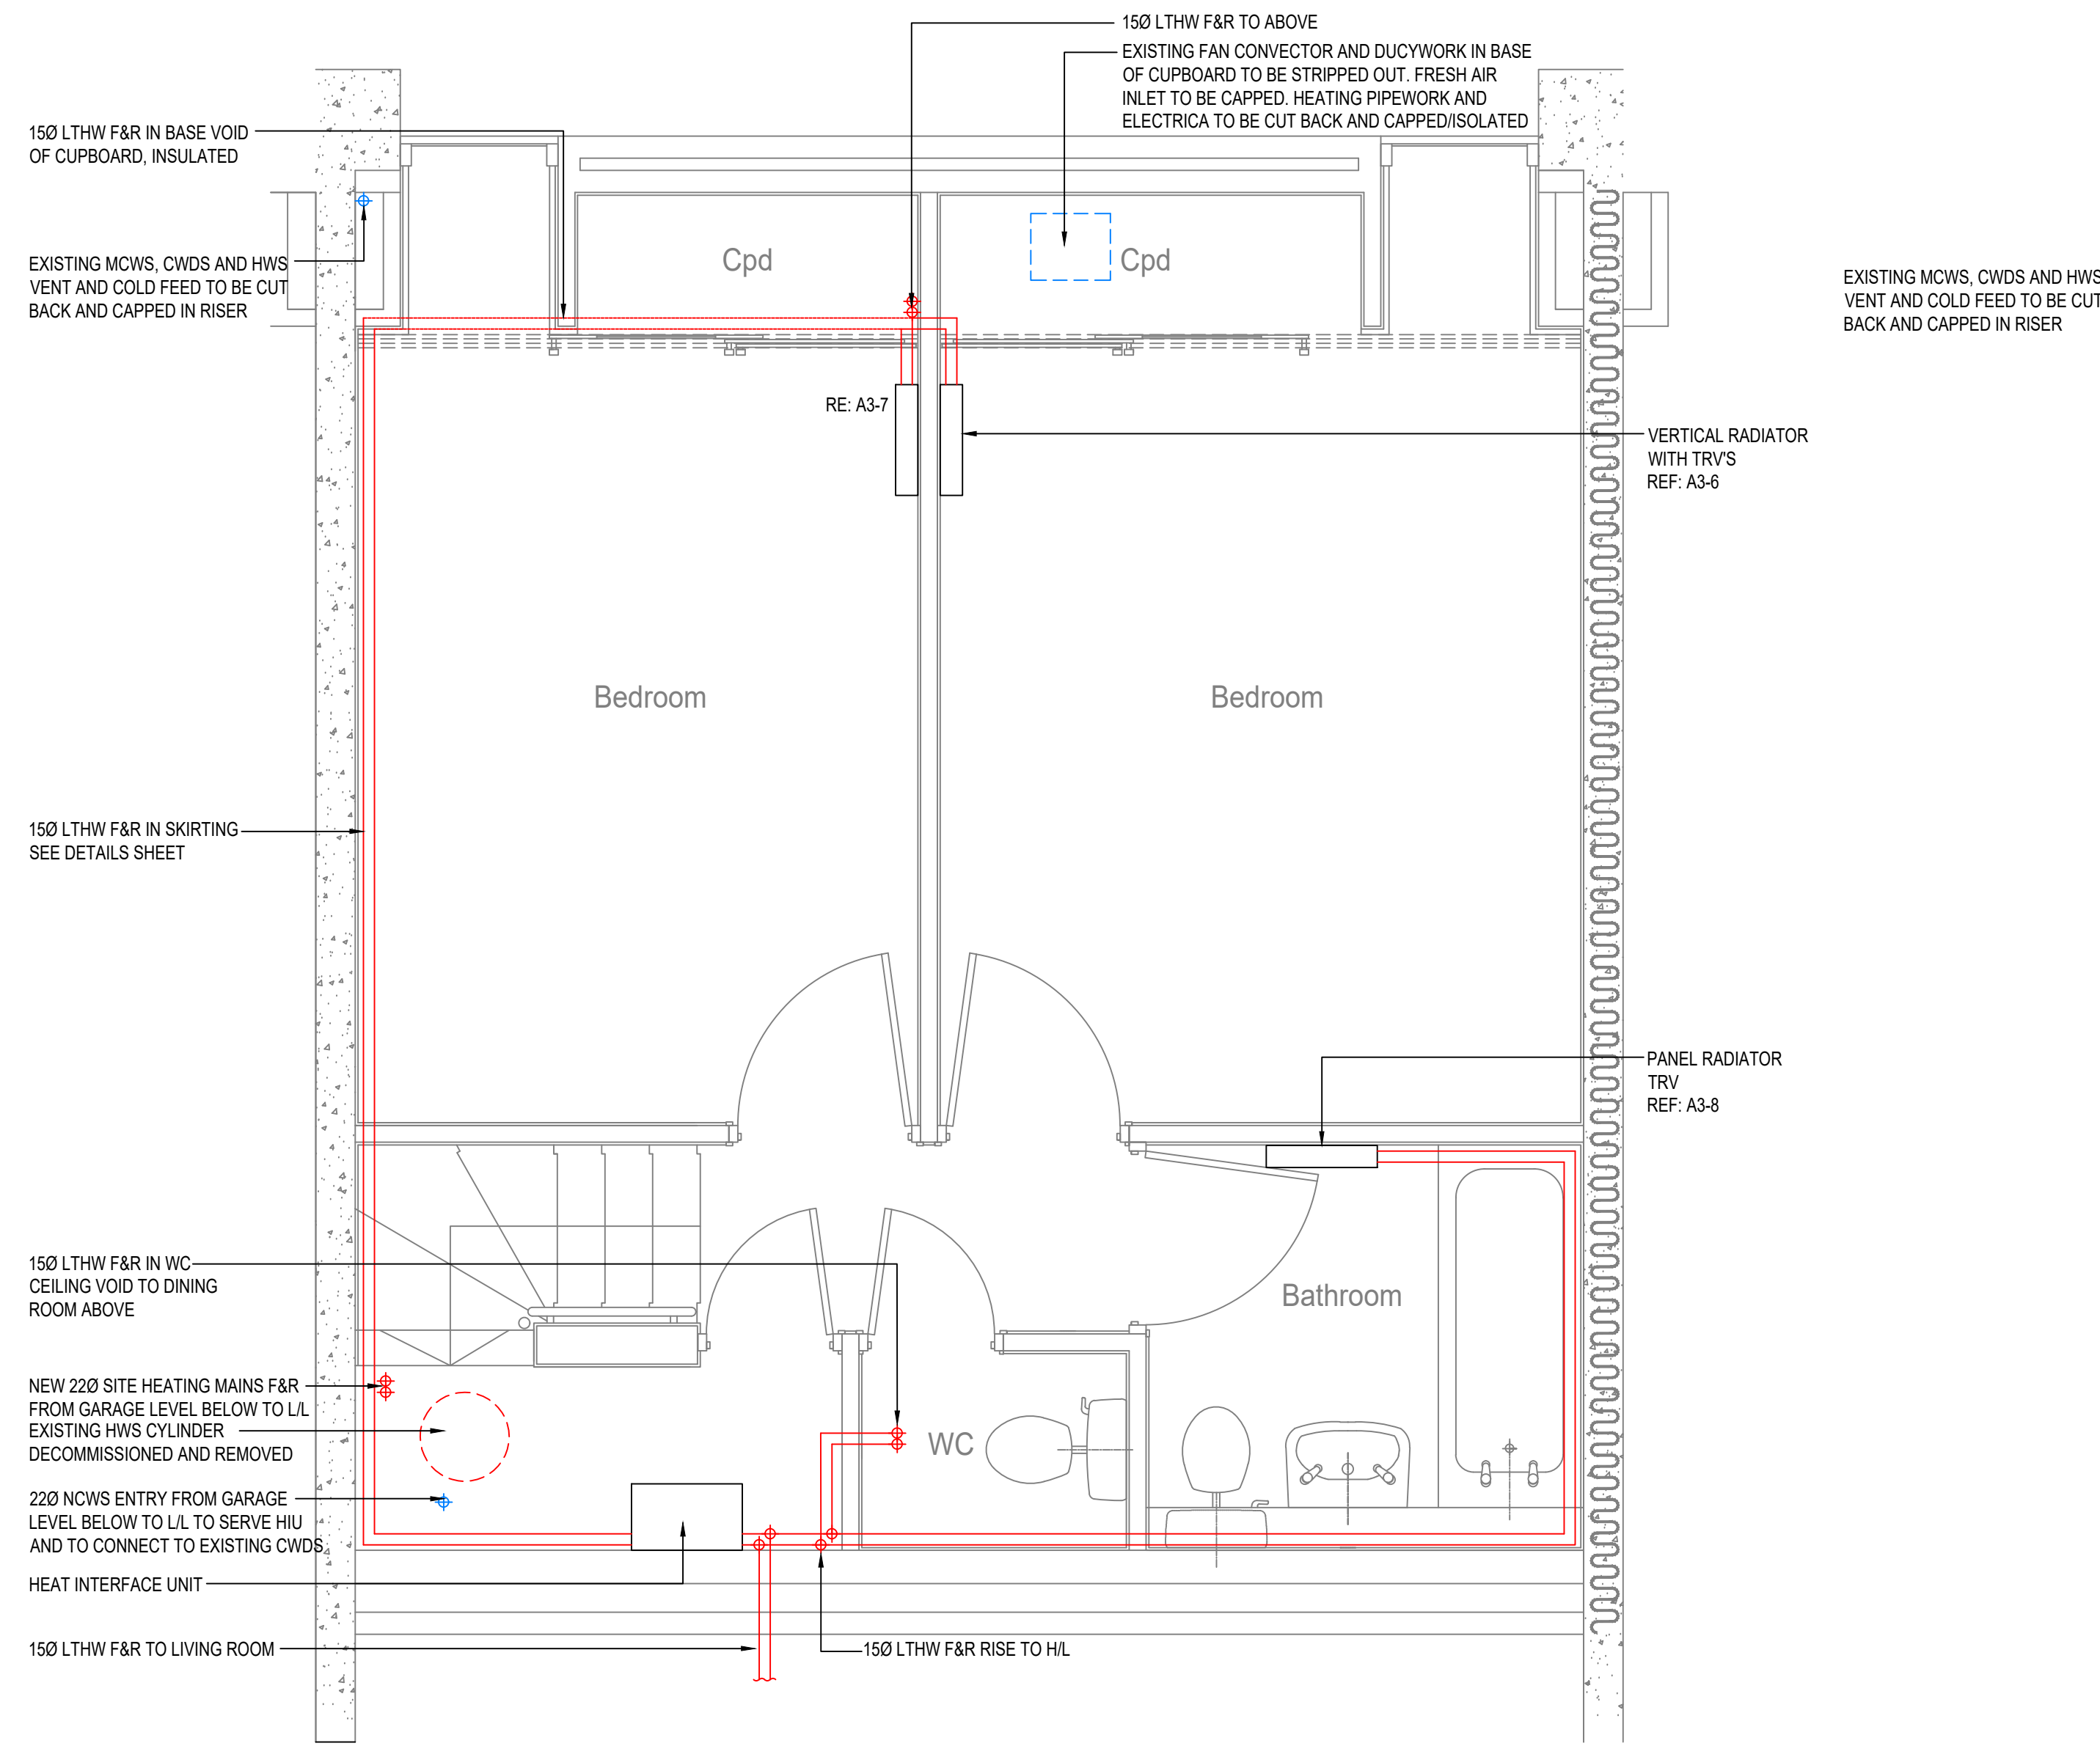 15Ø LTHW F&R TO ABOVE
EXISTING FAN CONVECTOR AND DUCYWORK IN BASE
OF CUPBOARD TO BE STRIPPED OUT. FRESH AIR
INLET TO BE CAPPED. HEATING PIPEWORK AND
ELECTRICA TO BE CUT BACK AND CAPPED/ISOLATED
15Ø LTHW F&R IN BASE VOID
OF CUPBOARD, INSULATED
EXISTING MCWS, CWDS AND HWS
VENT AND COLD FEED TO BE CUT
BACK AND CAPPED IN RISER
Cpd
Cpd
EXISTING MCWS, CWDS AND HWS
VENT AND COLD FEED TO BE CUT
BACK AND CAPPED IN RISER
RE: A3-7
VERTICAL RADIATOR
WITH TRV'S
REF: A3-6
Bedroom
Bedroom
15Ø LTHW F&R IN SKIRTING
SEE DETAILS SHEET
PANEL RADIATOR
TRV
REF: A3-8
15Ø LTHW F&R IN WC
CEILING VOID TO DINING
ROOM ABOVE
Bathroom
NEW 22Ø SITE HEATING MAINS F&R
FROM GARAGE LEVEL BELOW TO L/L
EXISTING HWS CYLINDER
DECOMMISSIONED AND REMOVED
WC
22Ø NCWS ENTRY FROM GARAGE
LEVEL BELOW TO L/L TO SERVE HIU
AND TO CONNECT TO EXISTING CWDS
HEAT INTERFACE UNIT
15Ø LTHW F&R TO LIVING ROOM
15Ø LTHW F&R RISE TO H/L